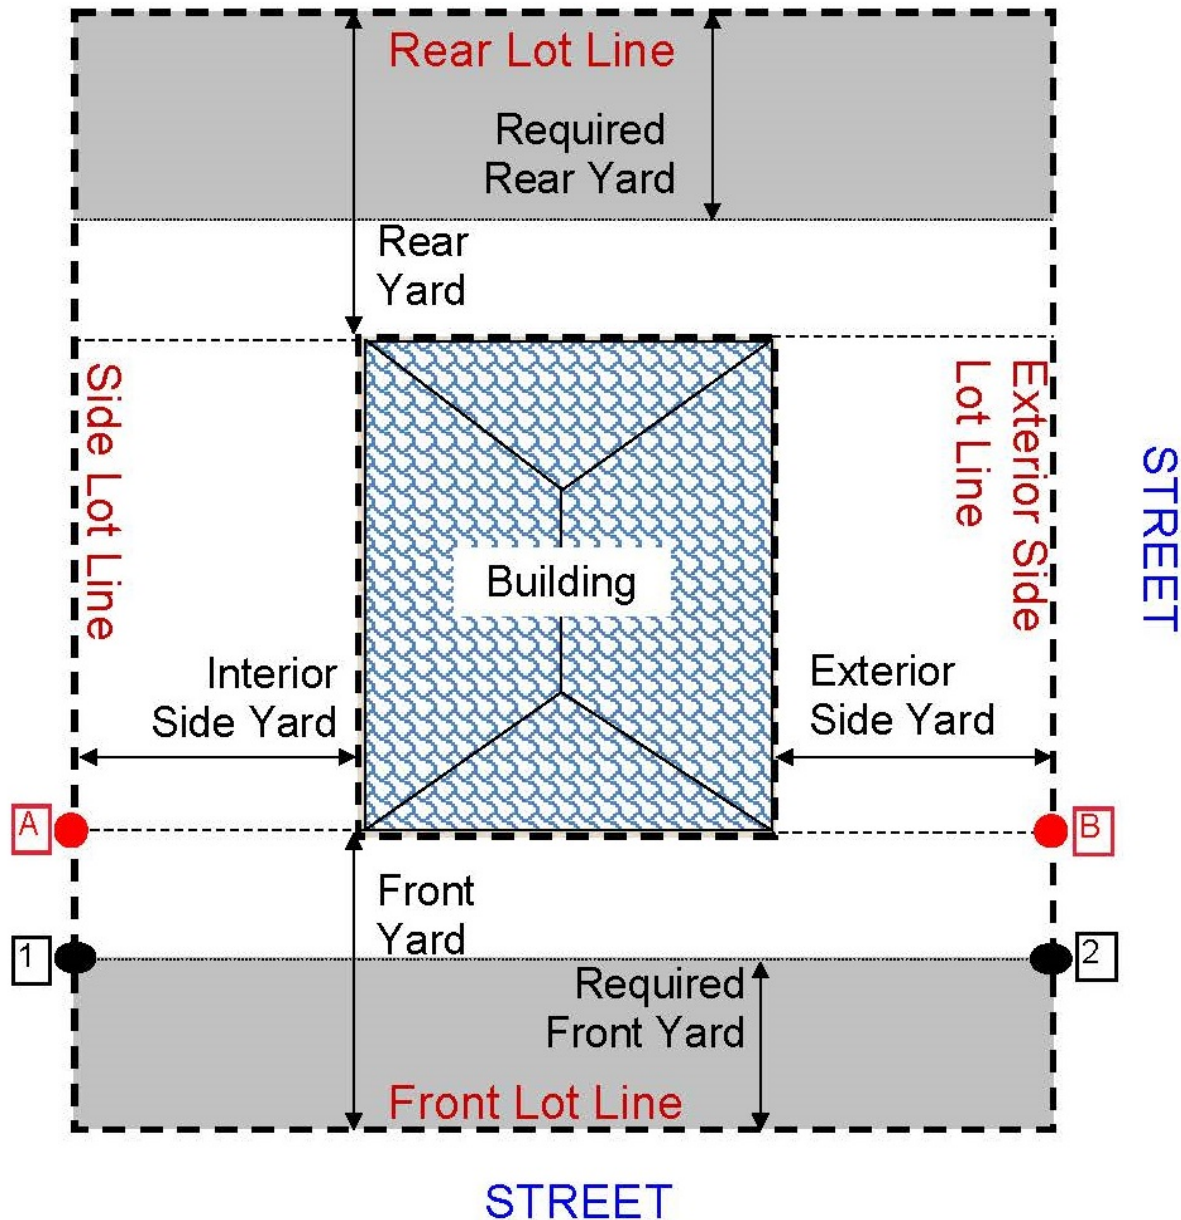 Rear Lot Line
Required
Rear Yard
Rear
Yard
Side Lot Line
Exterior Side
Lot Line
STREET
Building
Interior
Side Yard
Exterior
Side Yard
A
B
Front
Yard
1
2
Required
Front Yard
Front Lot Line
STREET